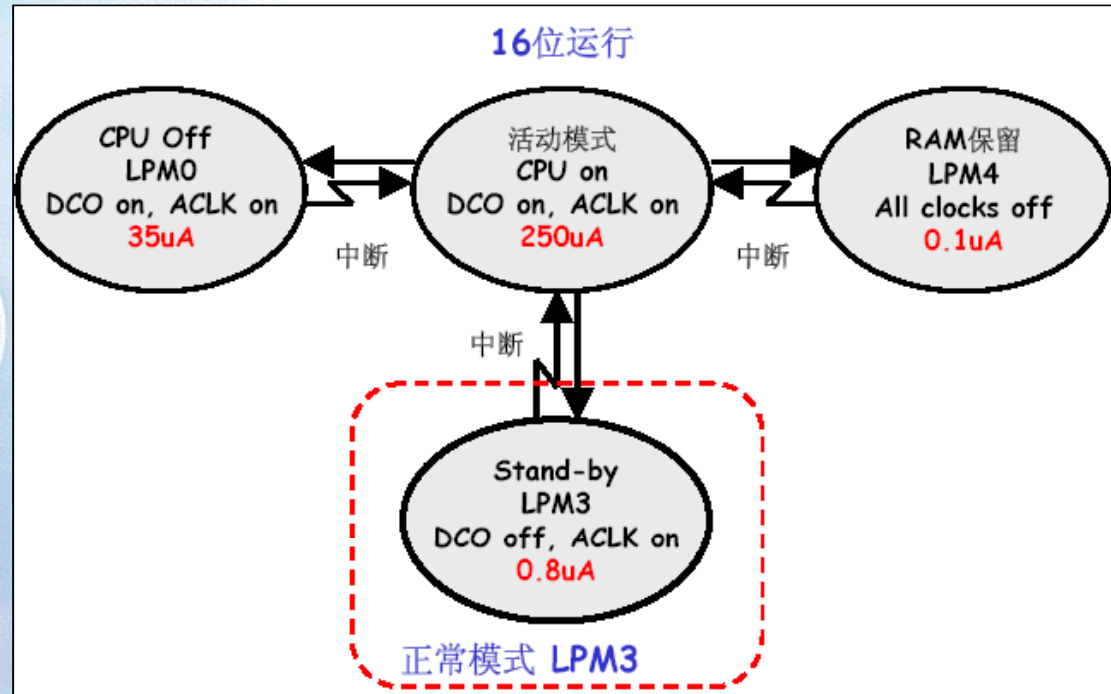 16位运行
CPU Off
LPM0
DCO on, ACLK on
35uA
活动模式
CPU on
DCO on, ACLK on
250uA
RAM保留
LPM4
All clocks off
0.1uA
中断
中断
中断
Stand-by
LPM3
DCO off, ACLK on
0.8uA
正常模式 LPM3